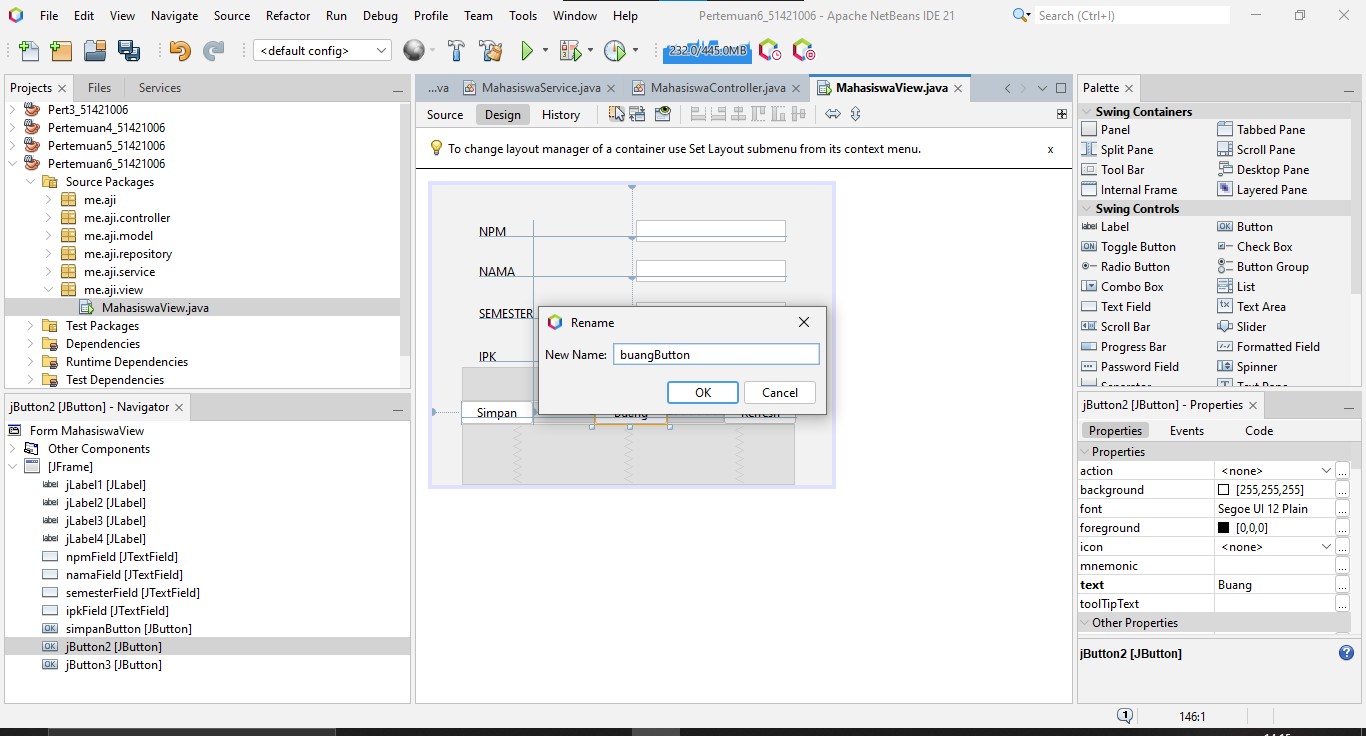 File Edit View Navigate Source Refactor Run Debug Profile Team Tools Window Help
Pertemuan6_51421006 - Apache NetBeans IDE 21
Search (Ctrl+I)
<default config>
232.0/445.0MB
Projects Files Services
Pert3_51421006
Pertemuan4_51421006
Pertemuan5_51421006
Pertemuan6_51421006
Source Packages
me.aji
me.aji.controller
me.aji.model
me.aji.repository
me.aji.service
me.aji.view
MahasiswaView.java
Test Packages
Dependencies
Runtime Dependencies
Test Dependencies
jButton2 [JButton] - Navigator
Form MahasiswaView
Other Components
[JFrame]
jLabel1 [JLabel]
jLabel2 [JLabel]
jLabel3 [JLabel]
jLabel4 [JLabel]
npmField [JTextField]
namaField [JTextField]
semesterField [JTextField]
ipkField [JTextField]
simpanButton [JButton]
jButton2 [JButton]
jButton3 [JButton]
...va MahasiswaService.java MahasiswaController.java MahasiswaView.java
Source Design History
To change layout manager of a container use Set Layout submenu from its context menu. x
NPM
NAMA
SEMESTER
IPK
Simpan Buang Refresh
Rename
New Name: buangButton
OK Cancel
Palette
Swing Containers
Panel Tabbed Pane
Split Pane Scroll Pane
Tool Bar Desktop Pane
Internal Frame Layered Pane
Swing Controls
label Label OK Button
ON Toggle Button Check Box
Radio Button Button Group
Combo Box List
Text Field Text Area
Scroll Bar Slider
Progress Bar Formatted Field
Password Field Spinner
Separator Text Pane
jButton2 [JButton] - Properties
Properties Events Code
Properties
action <none> ...
background [255,255,255] ...
font Segoe UI 12 Plain ...
foreground [0,0,0] ...
icon <none> ...
mnemonic ...
text Buang ...
toolTipText ...
Other Properties
jButton2 [JButton]
1 146:1